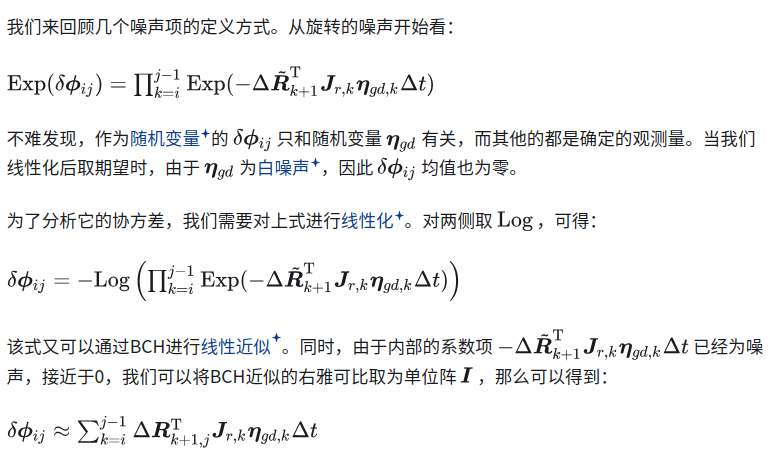 我们来回顾几个噪声项的定义方式。从旋转的噪声开始看：
$\mathrm{Exp}(\delta\boldsymbol{\phi}_{ij}) = \prod_{k=i}^{j-1} \mathrm{Exp}(-\Delta\tilde{\boldsymbol{R}}_{k+1}^{\mathrm{T}} \boldsymbol{J}_{r,k} \boldsymbol{\eta}_{gd,k} \Delta t)$
不难发现，作为随机变量的 $\delta\boldsymbol{\phi}_{ij}$ 只和随机变量 $\boldsymbol{\eta}_{gd}$ 有关，而其他的都是确定的观测量。当我们
线性化后取期望时，由于 $\boldsymbol{\eta}_{gd}$ 为白噪声，因此 $\delta\boldsymbol{\phi}_{ij}$ 均值也为零。
为了分析它的协方差，我们需要对上式进行线性化。对两侧取 Log ，可得：
$\delta\boldsymbol{\phi}_{ij} = -\mathrm{Log}\left(\prod_{k=i}^{j-1} \mathrm{Exp}(-\Delta\tilde{\boldsymbol{R}}_{k+1}^{\mathrm{T}} \boldsymbol{J}_{r,k} \boldsymbol{\eta}_{gd,k} \Delta t)\right)$
该式又可以通过BCH进行线性近似。同时，由于内部的系数项 $-\Delta\tilde{\boldsymbol{R}}_{k+1}^{\mathrm{T}} \boldsymbol{J}_{r,k} \boldsymbol{\eta}_{gd,k} \Delta t$ 已经为噪
声，接近于0，我们可以将BCH近似的右雅可比取为单位阵 $\boldsymbol{I}$ ，那么可以得到：
$\delta\boldsymbol{\phi}_{ij} \approx \sum_{k=i}^{j-1} \Delta\boldsymbol{R}_{k+1,j}^{\mathrm{T}} \boldsymbol{J}_{r,k} \boldsymbol{\eta}_{gd,k} \Delta t$